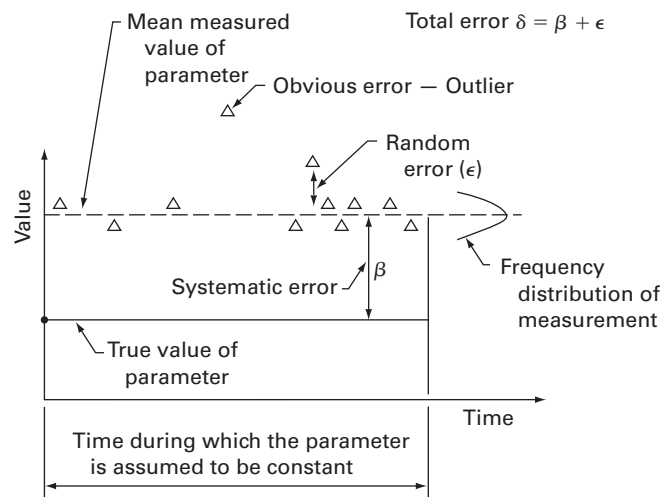 Mean measured
value of
parameter
Total error δ = β + ϵ
Obvious error — Outlier
Random
error (ϵ)
Value
Systematic error
β
Frequency
distribution of
measurement
True value of
parameter
Time
Time during which the parameter
is assumed to be constant